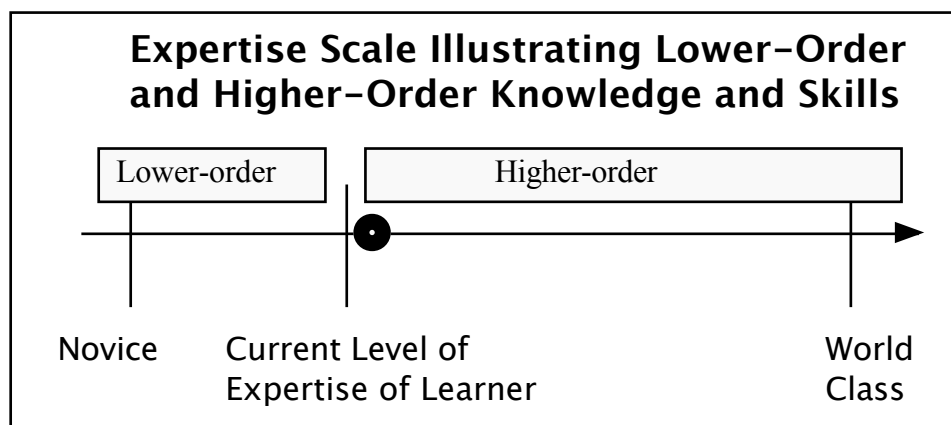 Expertise Scale Illustrating Lower-Order
and Higher-Order Knowledge and Skills
Lower-order
Higher-order
Novice
Current Level of
Expertise of Learner
World
Class